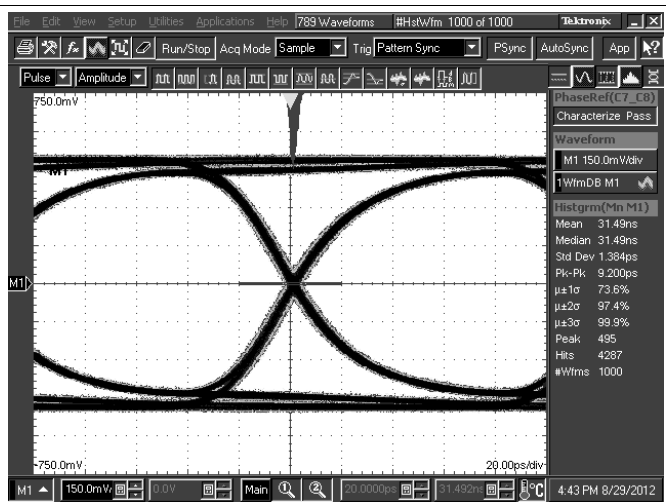 File Edit View Setup Utilities Applications Help 789 Waveforms #HstWfm 1000 of 1000 Tektronix
Run/Stop Acq Mode Sample Trig Pattern Sync PSync AutoSync App
Pulse Amplitude
750.0mV
M1
M1
-750.0mV
20.00ps/div
PhaseRef(C7_C8)
Characterize Pass
Waveform
M1 150.0mV/div
1WfmDB M1
Histgrm(Mn M1)
Mean 31.49ns
Median 31.49ns
Std Dev 1.384ps
Pk-Pk 9.200ps
µ±1σ 73.6%
µ±2σ 97.4%
µ±3σ 99.9%
Peak 495
Hits 4287
#Wfms 1000
M1 150.0mV/ 0.0V Main 1 2 20.0000ps 31.492n °C 4:43 PM 8/29/2012